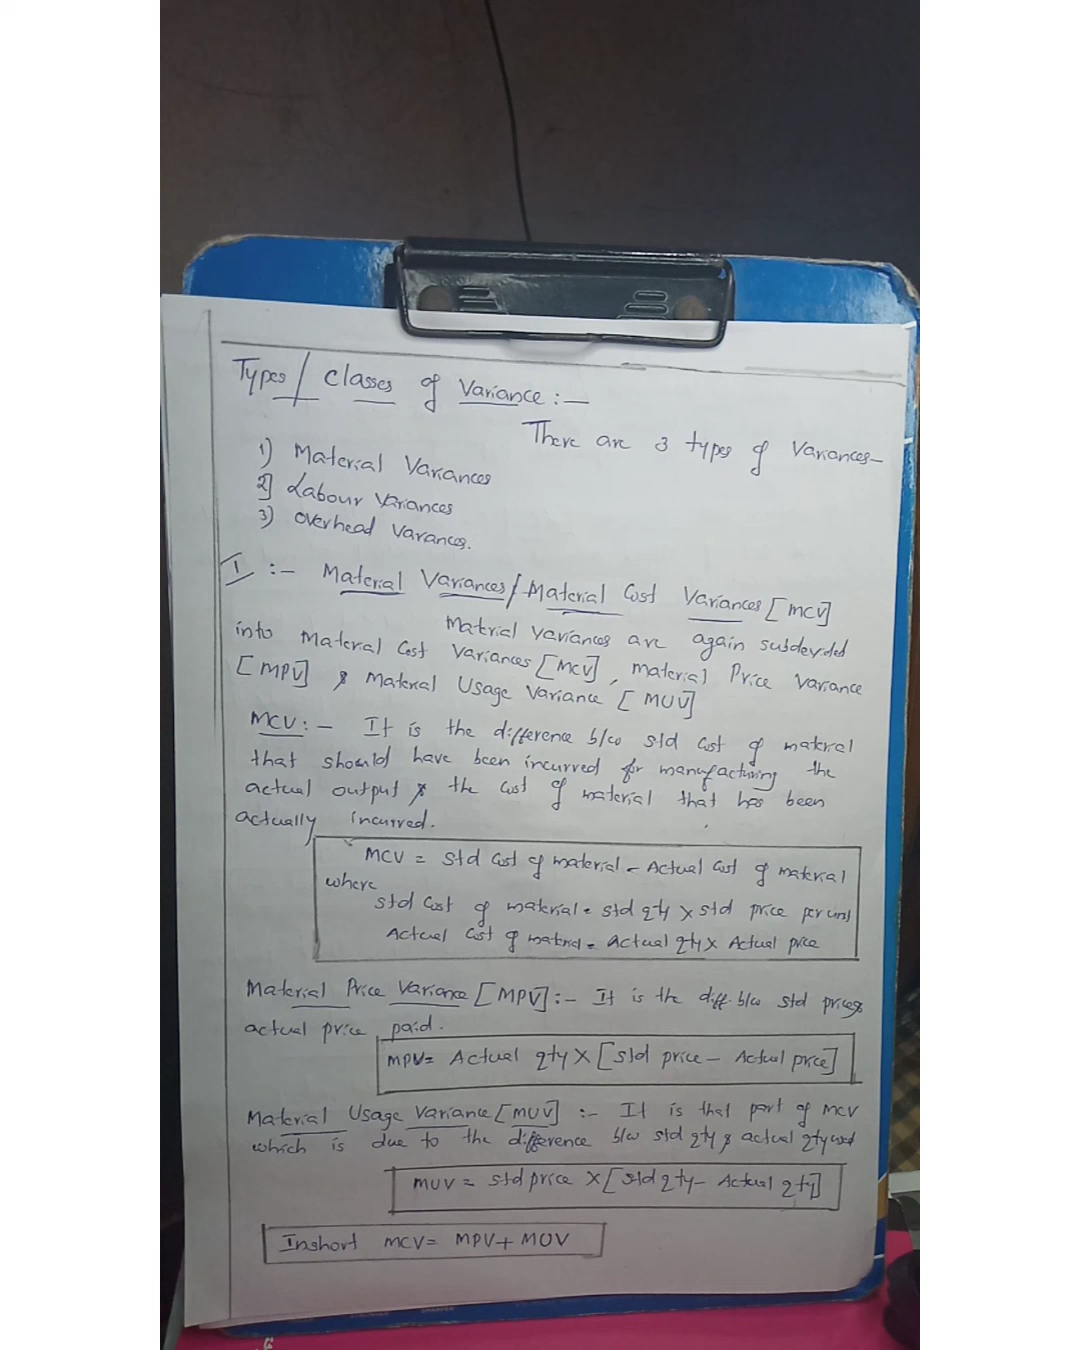 Types/ Classes of Variance :-
There are 3 types of Variances-
1) Material Variances
2] Labour Variances
3) Overhead Varances.
I :- Material Variances/Material Cost Variances [MCV]
Matrial variances are again subdevided
into Material Cost Variances [MCV], material Price Variance
[MPV] & Material Usage Variance [MUV]
MCV :- It is the difference b/w std cost of material
that should have been incurred for manufacturing the
actual output & the cost of material that has been
actually incurred.
MCV = Std Cost of material - Actual Cost of material
where
std Cost of material = std qty X std price per unit
Actual Cost of material = Actual qty X Actual price
Material Price Variance [MPV] :- It is the diff. b/w std price &
actual price paid.
MPV= Actual qty X [std price - Actual price]
Material Usage Variance [MUV] :- It is that part of MCV
which is due to the difference b/w std qty & actual qty used
MUV = std price X [std qty - Actual qty]
Inshort MCV= MPV+ MUV